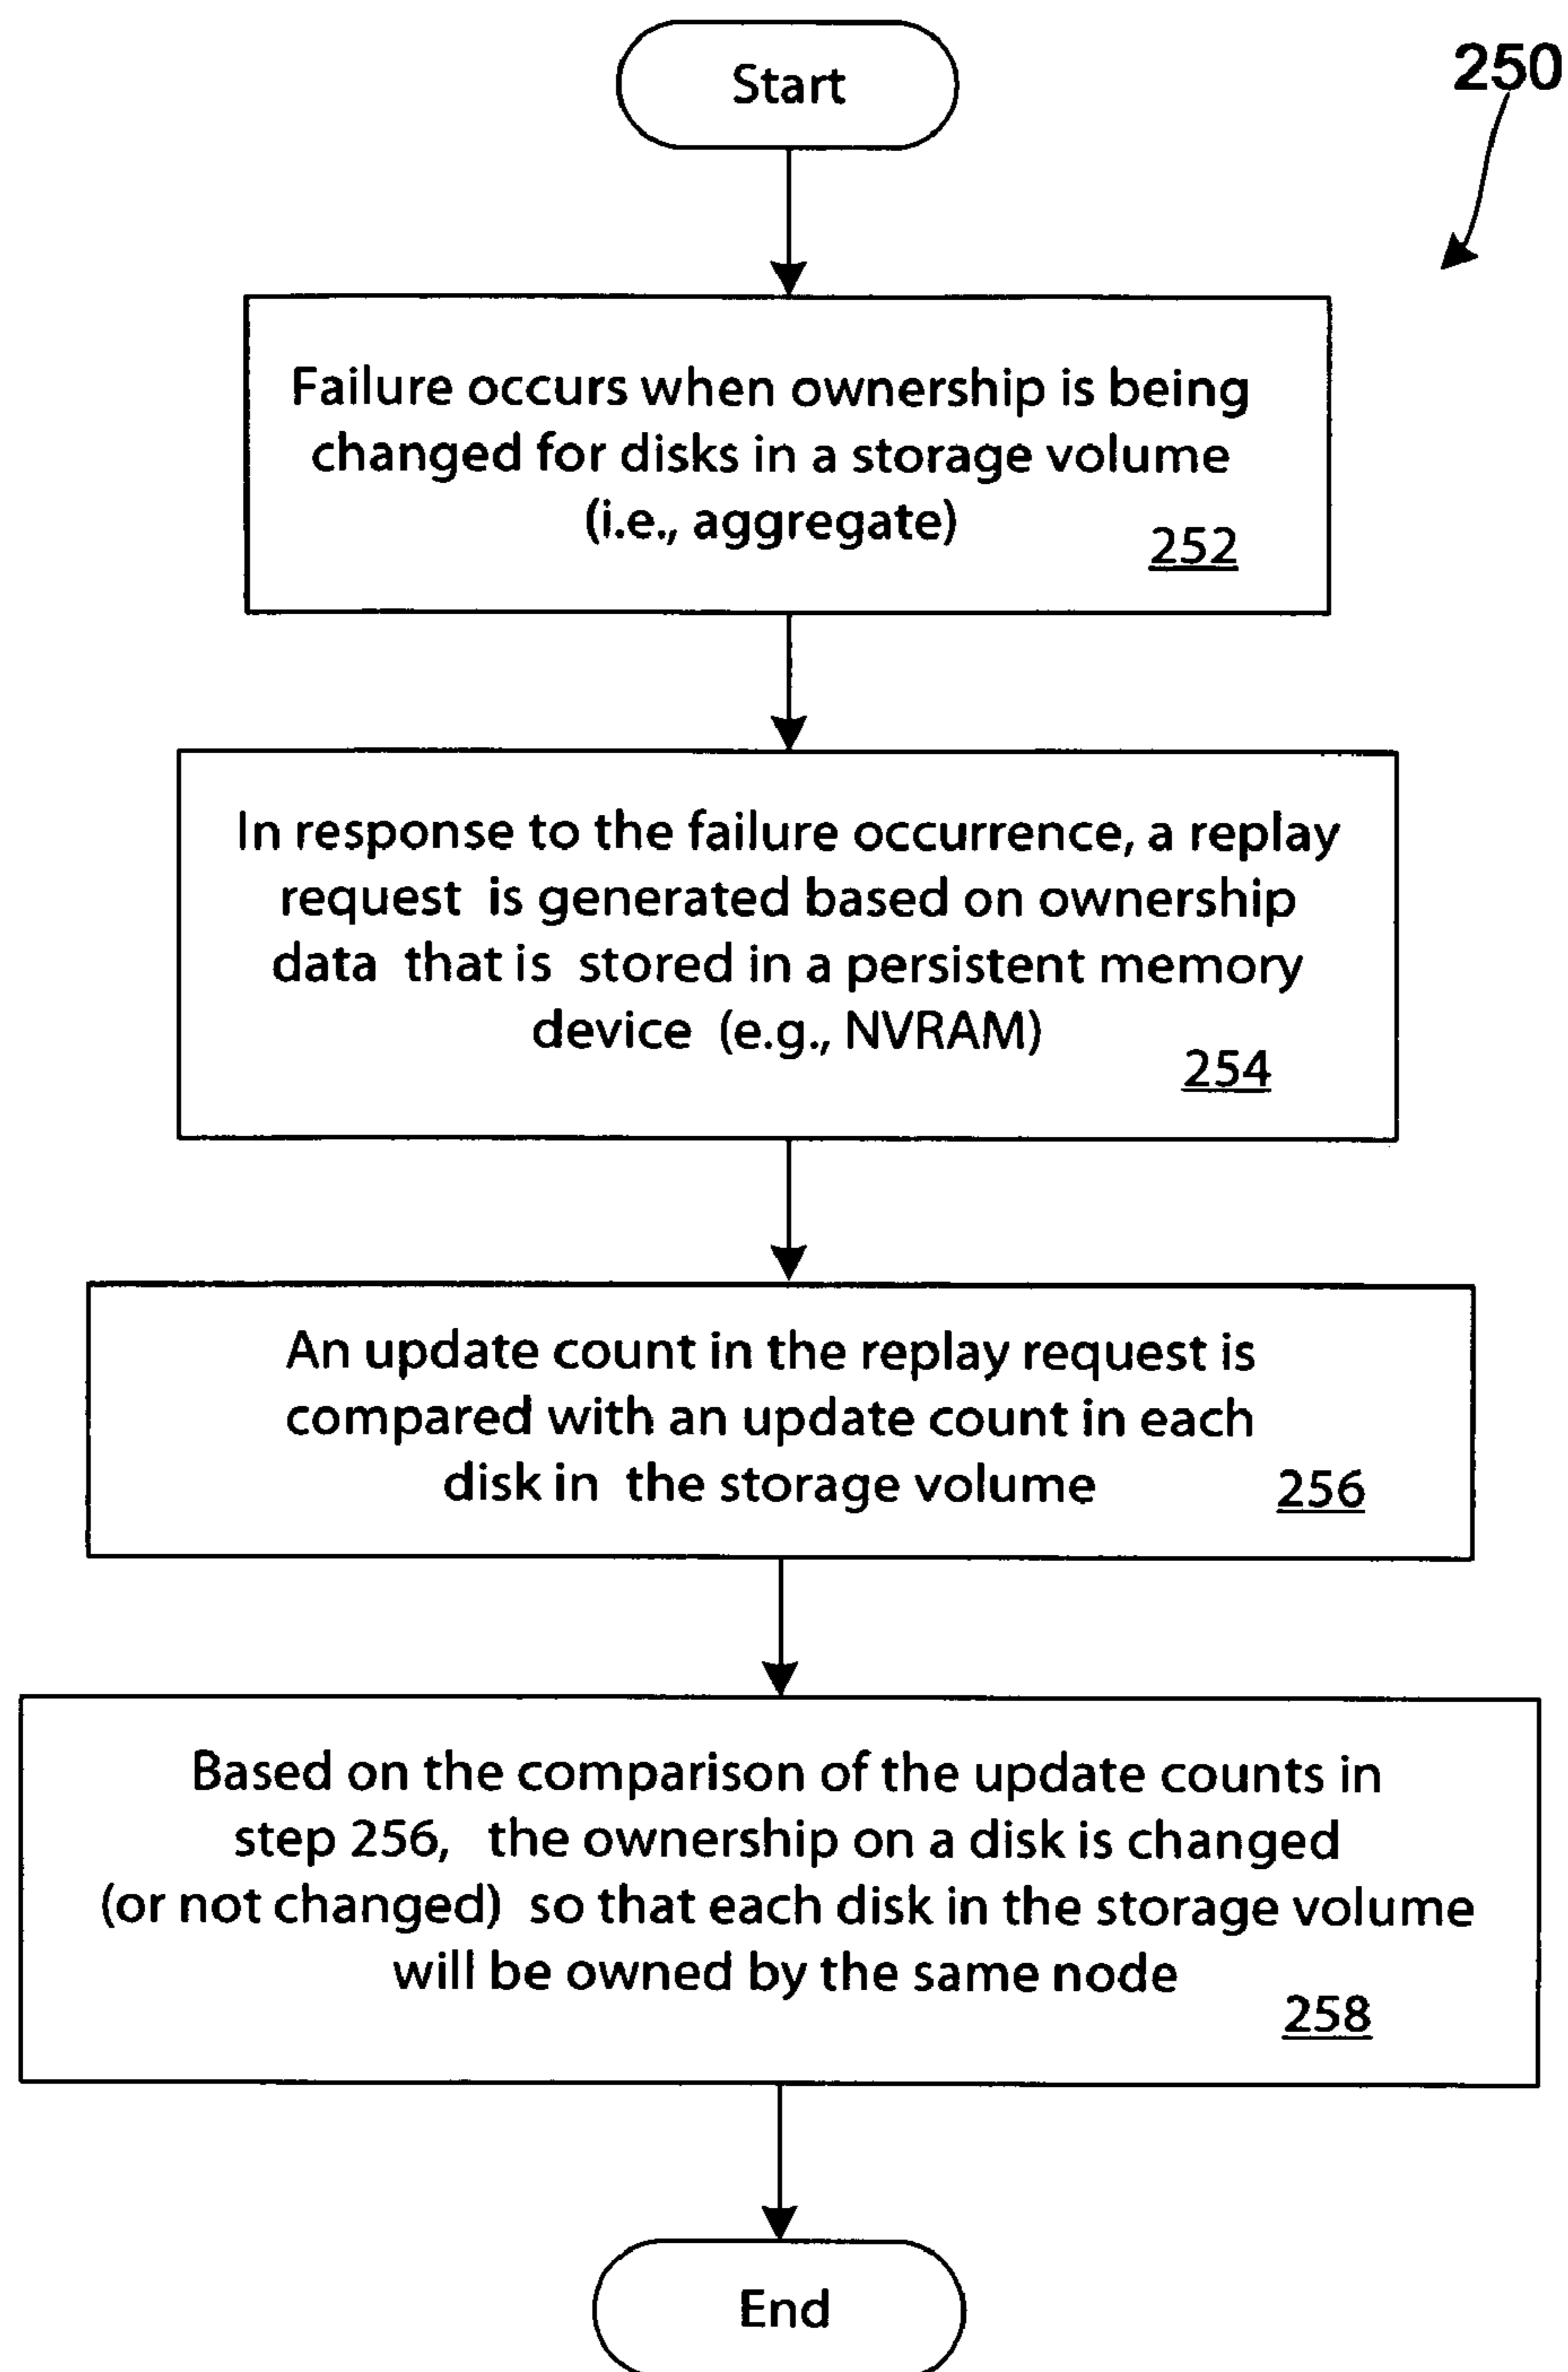 Start
250
Failure occurs when ownership is being
changed for disks in a storage volume
(i.e., aggregate)
252
In response to the failure occurrence, a replay
request is generated based on ownership
data that is stored in a persistent memory
device (e.g., NVRAM)
254
An update count in the replay request is
compared with an update count in each
disk in the storage volume
256
Based on the comparison of the update counts in
step 256, the ownership on a disk is changed
(or not changed) so that each disk in the storage volume
will be owned by the same node
258
End